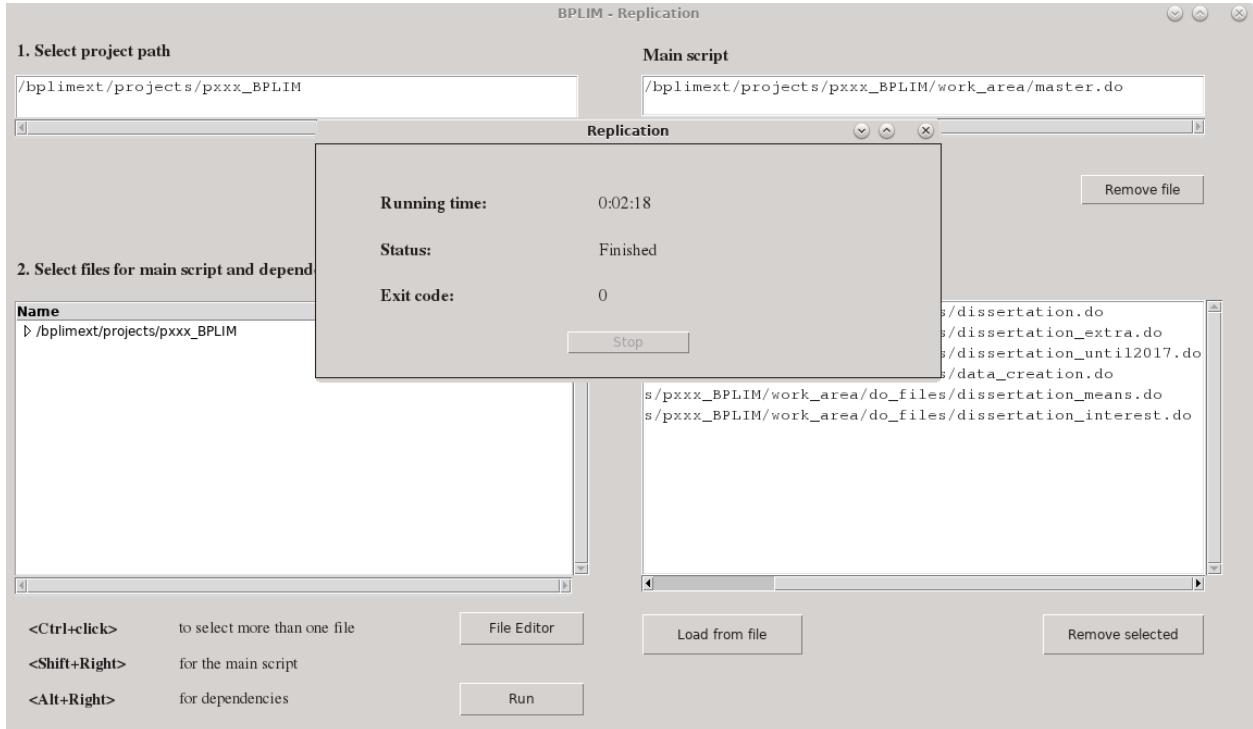 BPLIM - Replication
1. Select project path
Main script
/bplimext/projects/pxxx_BPLIM
/bplimext/projects/pxxx_BPLIM/work_area/master.do
Replication
Remove file
Running time:
0:02:18
Status:
Finished
Exit code:
0
Stop
2. Select files for main script and depend
Name
/bplimext/projects/pxxx_BPLIM
s/dissertation.do
s/dissertation_extra.do
s/dissertation_until2017.do
s/data_creation.do
s/pxxx_BPLIM/work_area/do_files/dissertation_means.do
s/pxxx_BPLIM/work_area/do_files/dissertation_interest.do
<Ctrl+click>
to select more than one file
File Editor
Load from file
Remove selected
<Shift+Right>
for the main script
<Alt+Right>
for dependencies
Run